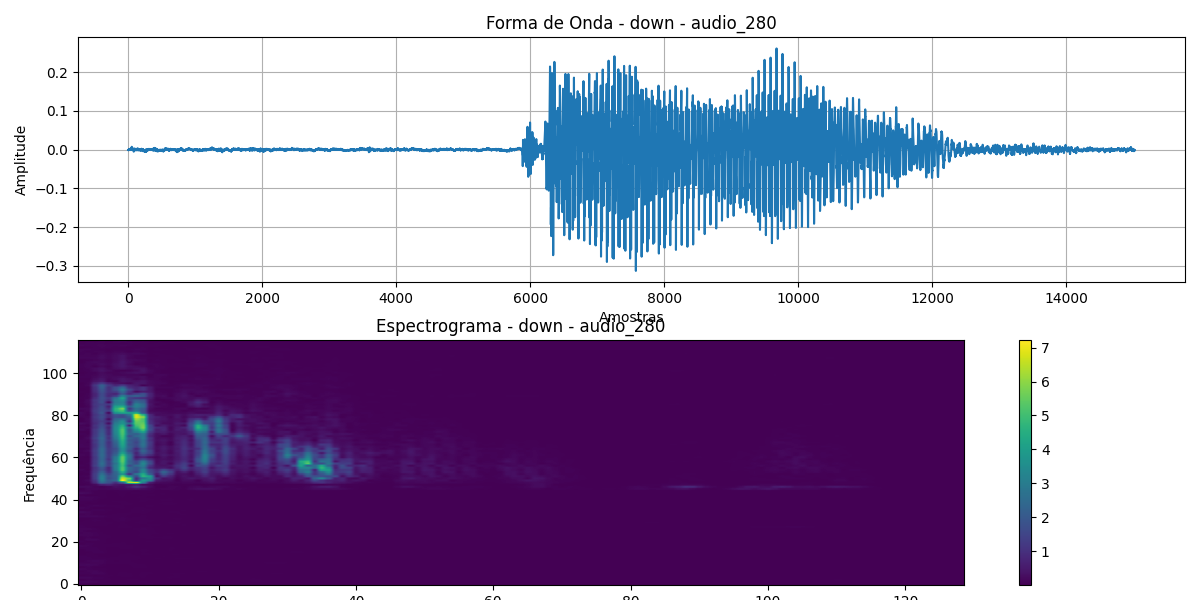 Forma de Onda - down - audio_280
Amplitude
0.2
0.1
0.0
−0.1
−0.2
−0.3
0 2000 4000 6000 8000 10000 12000 14000
Amostras
Espectrograma - down - audio_280
Frequência
100
80
60
40
20
0
0 20 40 60 80 100 120
7
6
5
4
3
2
1